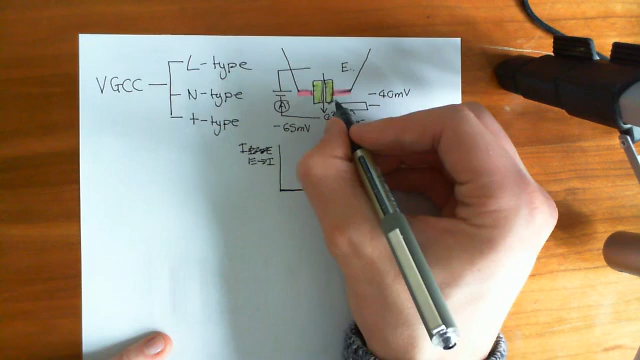 VGCC
L-type
N-type
t-type
E..
-40mV
-65mV
I
E→I